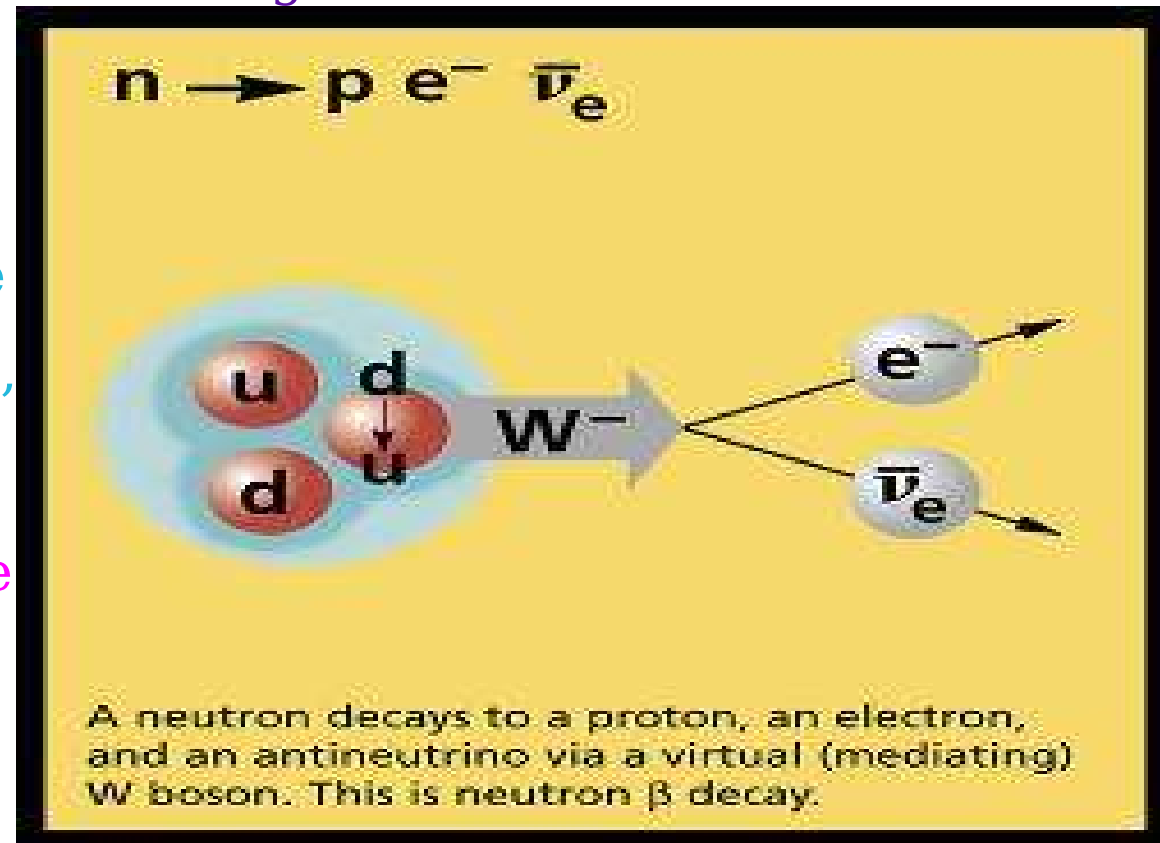 n → p e⁻ ν̅ₑ
u
d
u
d
W⁻
e⁻
ν̅ₑ
A neutron decays to a proton, an electron,
and an antineutrino via a virtual (mediating)
W boson. This is neutron β decay.